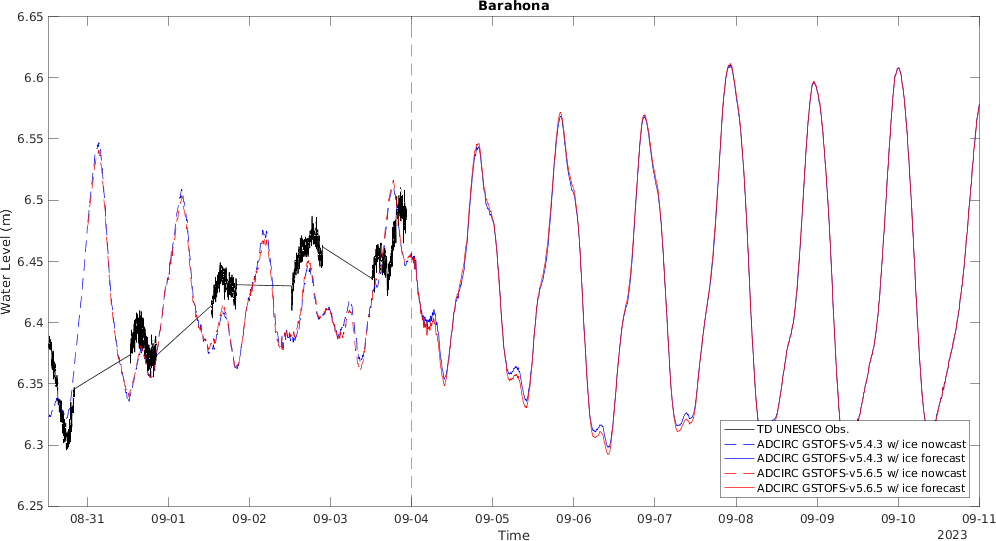 Barahona
6.65
6.6
6.55
6.5
6.45
6.4
6.35
6.3
6.25
Water Level (m)
TD UNESCO Obs.
ADCIRC GSTOFS-v5.4.3 w/ ice nowcast
ADCIRC GSTOFS-v5.4.3 w/ ice forecast
ADCIRC GSTOFS-v5.6.5 w/ ice nowcast
ADCIRC GSTOFS-v5.6.5 w/ ice forecast
08-31 09-01 09-02 09-03 09-04 09-05 09-06 09-07 09-08 09-09 09-10 09-11
Time
2023